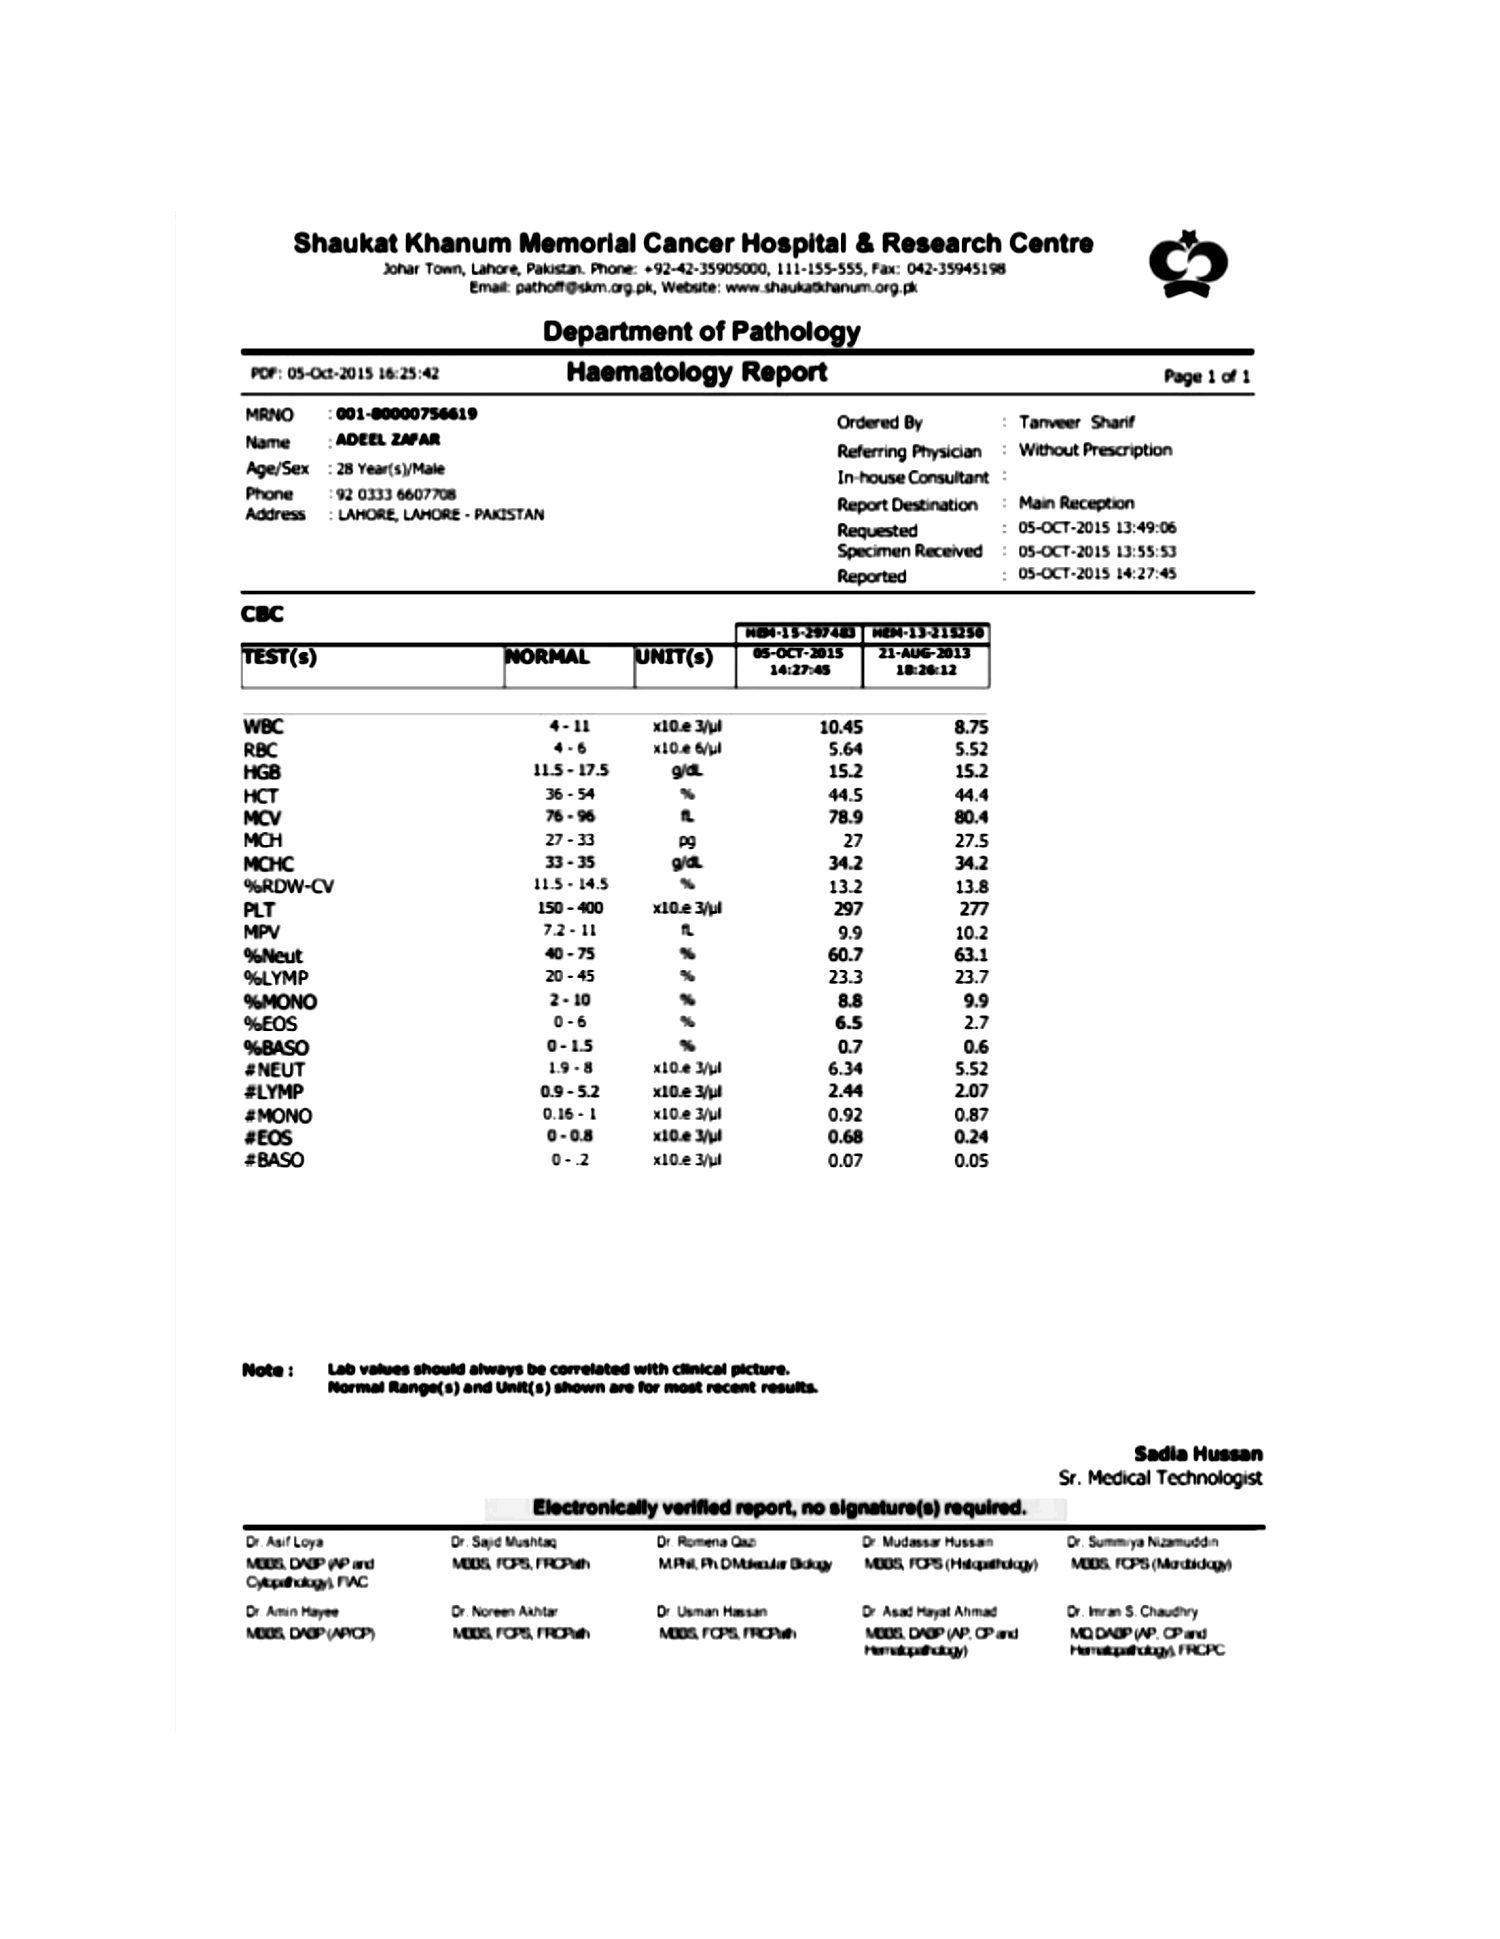 Shaukat Khanum Memorial Cancer Hospital & Research Centre
Johar Town, Lahore, Pakistan. Phone: +92-42-35905000, 111-155-555, Fax: 042-35945198
Email: pathoff@skm.org.pk, Website: www.shaukatkhanum.org.pk
Department of Pathology
PDF: 05-Oct-2015 16:25:42 Haematology Report Page 1 of 1
MRNO : 001-80000756619
Name : ADEEL ZAFAR
Age/Sex : 28 Year(s)/Male
Phone : 92 0333 6607708
Address : LAHORE, LAHORE - PAKISTAN
Ordered By : Tanveer Sharif
Referring Physician : Without Prescription
In-house Consultant :
Report Destination : Main Reception
Requested : 05-OCT-2015 13:49:06
Specimen Received : 05-OCT-2015 13:55:53
Reported : 05-OCT-2015 14:27:45
CBC
HEM-15-297483 HEM-13-215250
TEST(s) NORMAL UNIT(s) 05-OCT-2015 21-AUG-2013
14:27:45 18:26:12
WBC 4 - 11 x10.e 3/µl 10.45 8.75
RBC 4 - 6 x10.e 6/µl 5.64 5.52
HGB 11.5 - 17.5 g/dL 15.2 15.2
HCT 36 - 54 % 44.5 44.4
MCV 76 - 96 fL 78.9 80.4
MCH 27 - 33 pg 27 27.5
MCHC 33 - 35 g/dL 34.2 34.2
%RDW-CV 11.5 - 14.5 % 13.2 13.8
PLT 150 - 400 x10.e 3/µl 297 277
MPV 7.2 - 11 fL 9.9 10.2
%Neut 40 - 75 % 60.7 63.1
%LYMP 20 - 45 % 23.3 23.7
%MONO 2 - 10 % 8.8 9.9
%EOS 0 - 6 % 6.5 2.7
%BASO 0 - 1.5 % 0.7 0.6
#NEUT 1.9 - 8 x10.e 3/µl 6.34 5.52
#LYMP 0.9 - 5.2 x10.e 3/µl 2.44 2.07
#MONO 0.16 - 1 x10.e 3/µl 0.92 0.87
#EOS 0 - 0.8 x10.e 3/µl 0.68 0.24
#BASO 0 - .2 x10.e 3/µl 0.07 0.05
Note : Lab values should always be correlated with clinical picture.
Normal Range(s) and Unit(s) shown are for most recent results.
Sadia Hussan
Sr. Medical Technologist
Electronically verified report, no signature(s) required.
Dr. Asif Loya Dr. Sajid Mushtaq Dr. Romena Qazi Dr. Mudassar Hussain Dr. Summiya Nizamuddin
MBBS, DABP (AP and MBBS, FCPS, FRCPath M.Phil, Ph.D Molecular Biology MBBS, FCPS (Histopathology) MBBS, FCPS (Microbiology)
Cytopathology), FIAC
Dr. Amin Hayee Dr. Noreen Akhtar Dr. Usman Hassan Dr. Asad Hayat Ahmad Dr. Imran S. Chaudhry
MBBS, DABP (AP/CP) MBBS, FCPS, FRCPath MBBS, FCPS, FRCPath MBBS, DABP (AP, CP and MD, DABP (AP, CP and
Hematopathology) Hematopathology), FRCPC